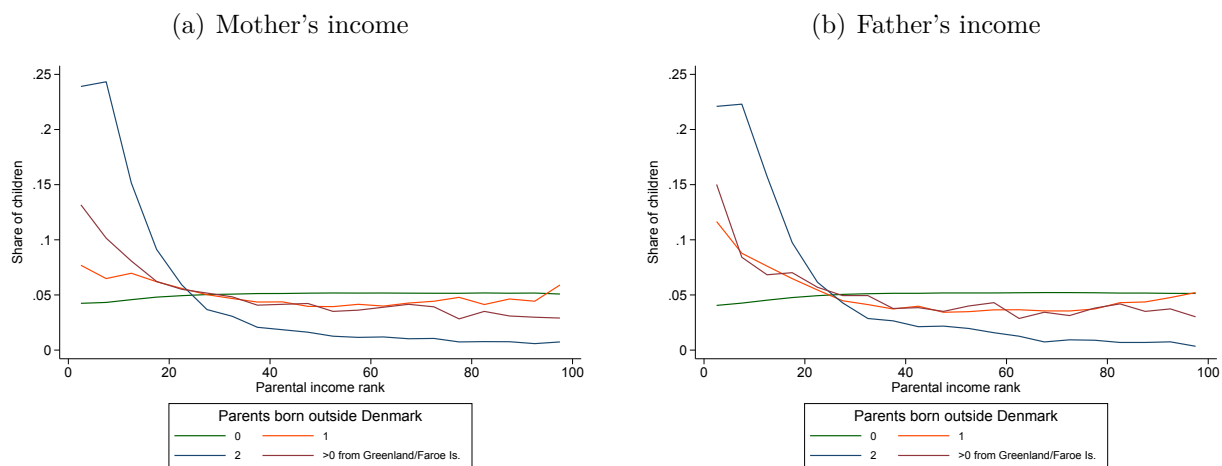 (a) Mother's income
.25
.2
.15
.1
.05
0
Share of children
0 20 40 60 80 100
Parental income rank
Parents born outside Denmark
0 1
2 >0 from Greenland/Faroe Is.
(b) Father's income
.25
.2
.15
.1
.05
0
Share of children
0 20 40 60 80 100
Parental income rank
Parents born outside Denmark
0 1
2 >0 from Greenland/Faroe Is.